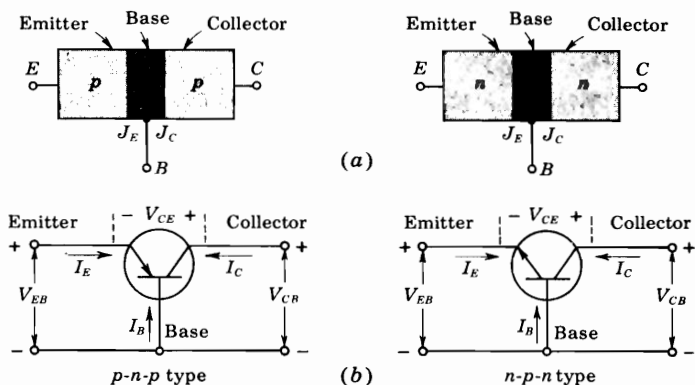 Emitter Base Collector
E p p C
J_E J_C
B
Emitter Base Collector
E n n C
J_E J_C
B
(a)
Emitter - V_CE + Collector
+ I_E I_C +
V_EB V_CB
I_B Base
- -
p-n-p type
Emitter - V_CE + Collector
+ I_E I_C +
V_EB V_CB
I_B Base
- -
n-p-n type
(b)